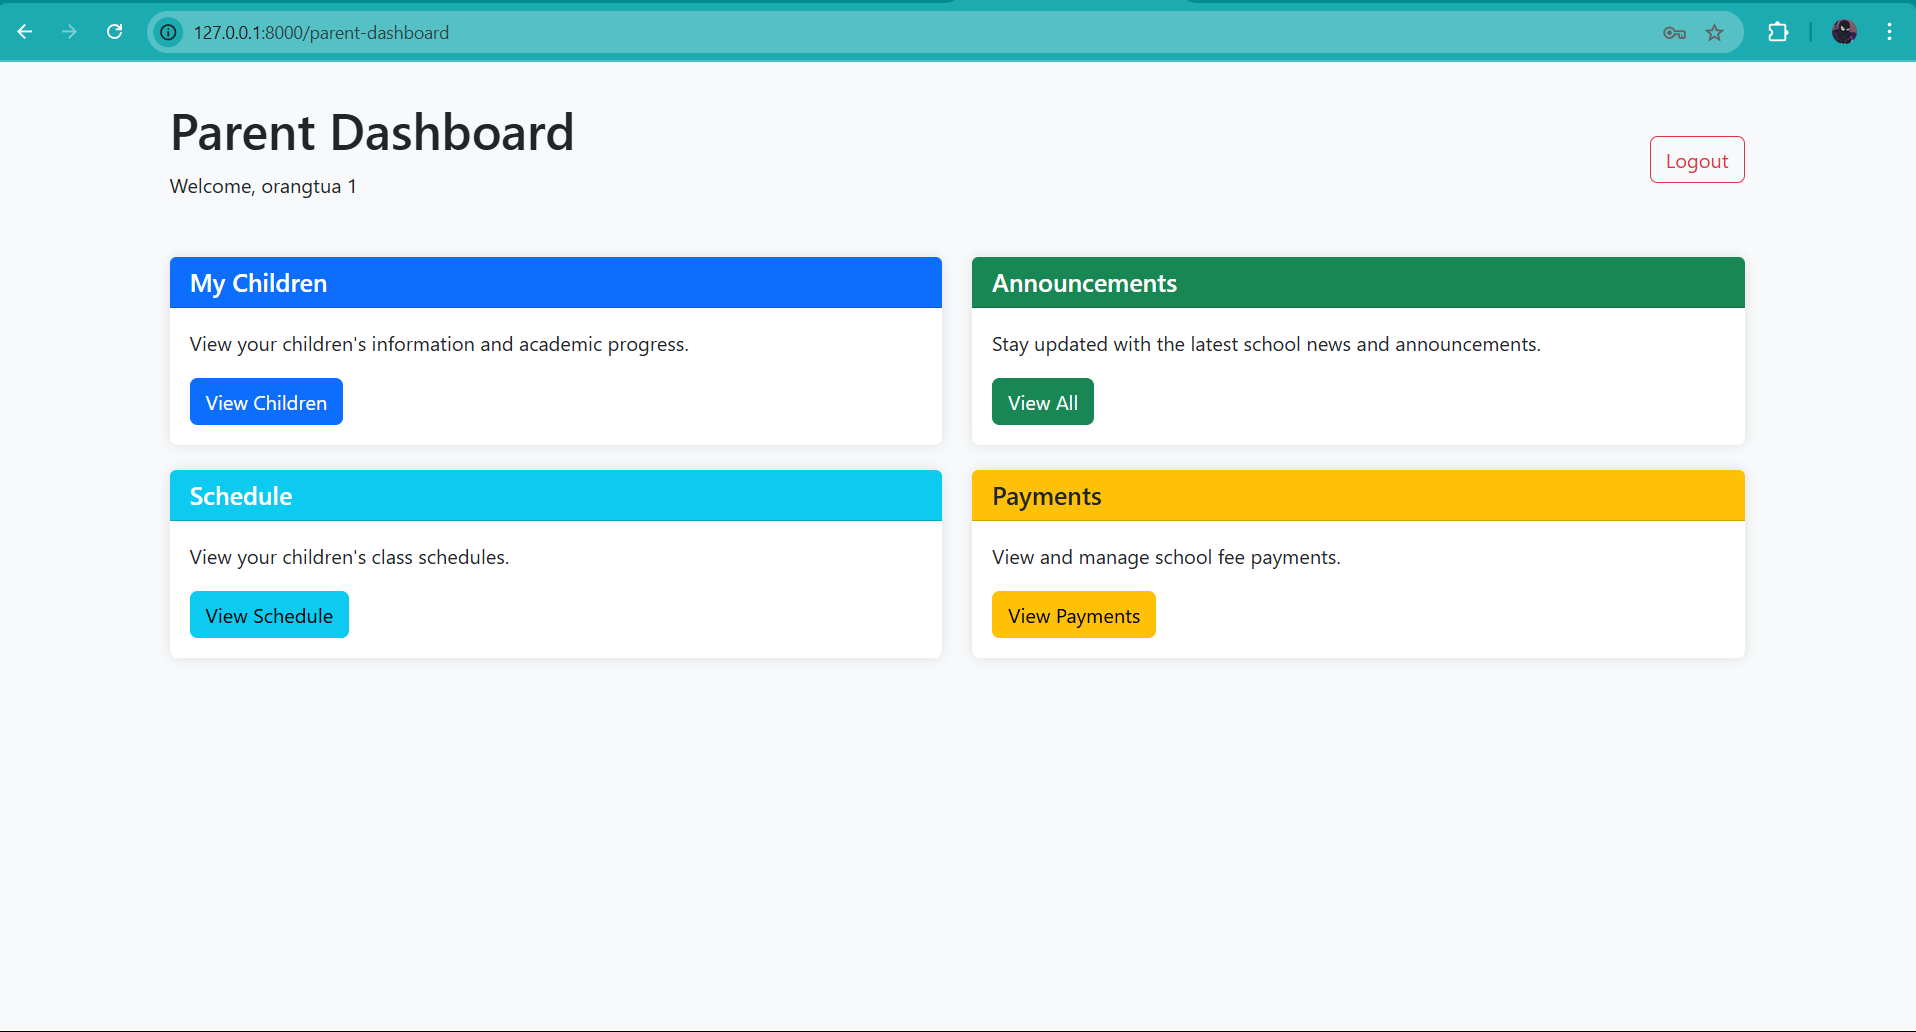 127.0.0.1:8000/parent-dashboard
Parent Dashboard
Welcome, orangtua 1
Logout
My Children
View your children's information and academic progress.
View Children
Announcements
Stay updated with the latest school news and announcements.
View All
Schedule
View your children's class schedules.
View Schedule
Payments
View and manage school fee payments.
View Payments